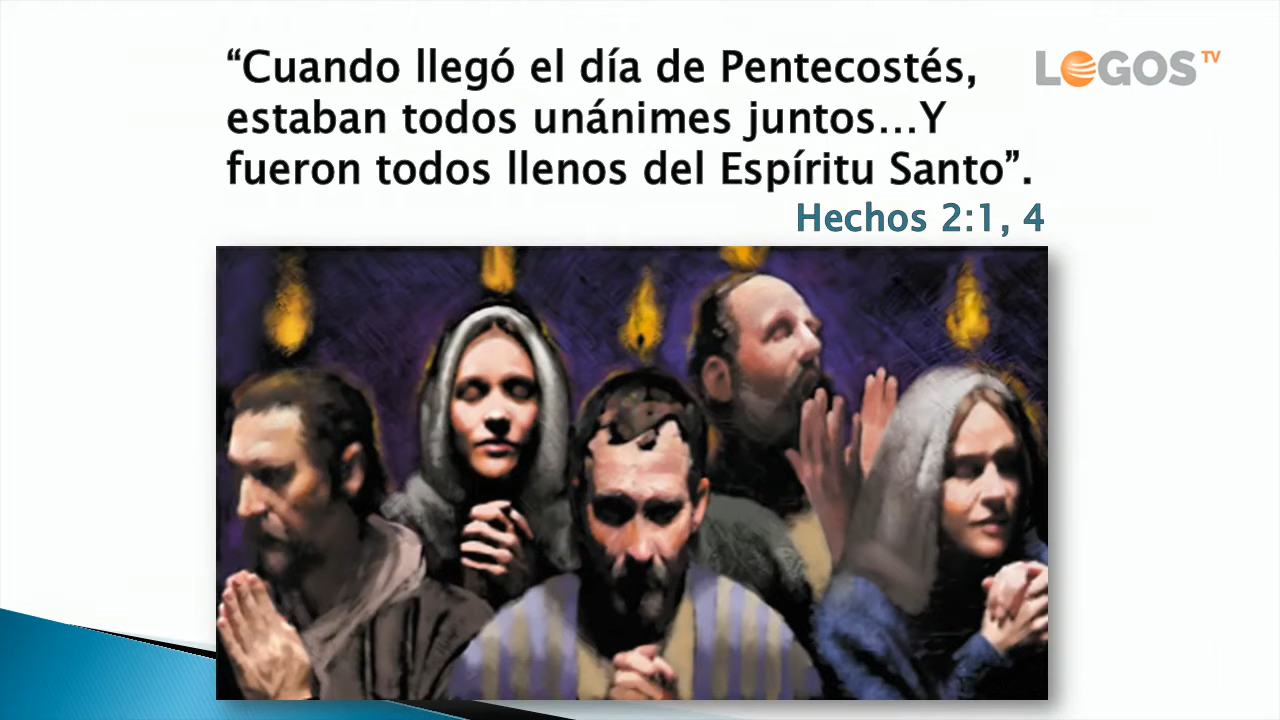 “Cuando llegó el día de Pentecostés,
estaban todos unánimes juntos...Y
fueron todos llenos del Espíritu Santo”.
Hechos 2:1, 4
LOGOS TV